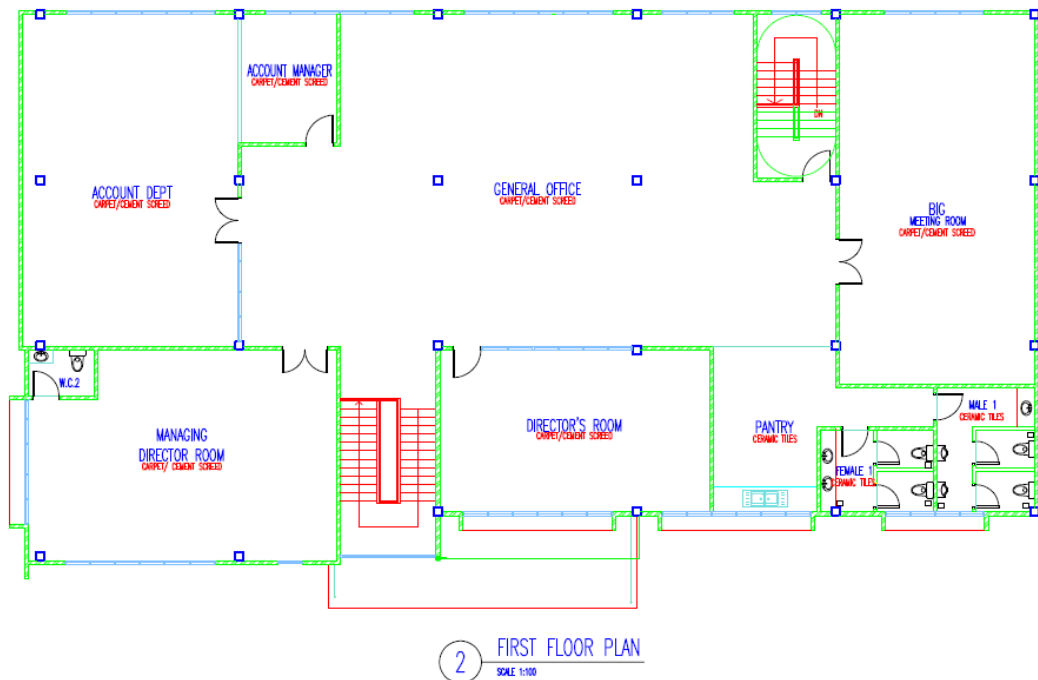 ACCOUNT MANAGER
CARPET/CEMENT SCREED
DN
ACCOUNT DEPT
CARPET/CEMENT SCREED
GENERAL OFFICE
CARPET/CEMENT SCREED
BIG
MEETING ROOM
CARPET/CEMENT SCREED
W.C.2
MANAGING
DIRECTOR ROOM
CARPET/ CEMENT SCREED
DIRECTOR'S ROOM
CARPET/CEMENT SCREED
PANTRY
CERAMIC TILES
MALE 1
CERAMIC TILES
FEMALE 1
CERAMIC TILES
2
FIRST FLOOR PLAN
SCALE 1:100